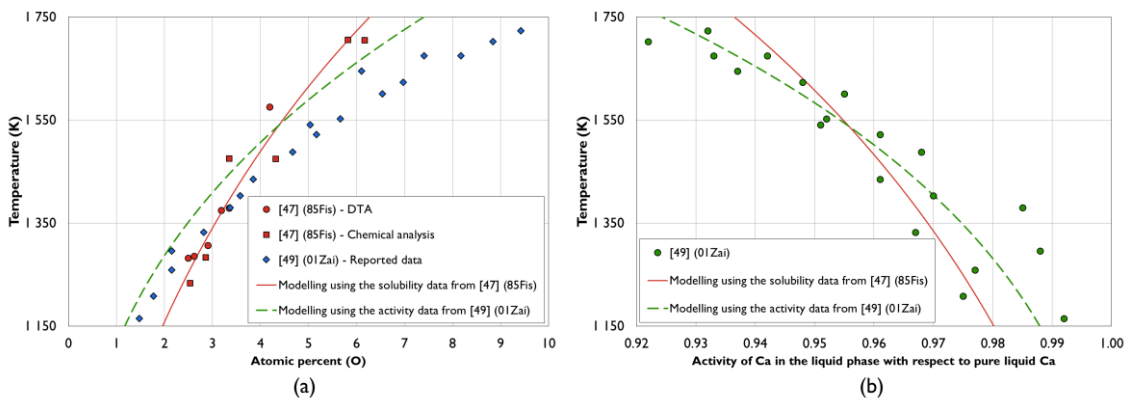 1 750
1 550
1 350
1 150
Temperature (K)
[47] (85Fis) - DTA
[47] (85Fis) - Chemical analysis
[49] (01Zai) - Reported data
Modelling using the solubility data from [47] (85Fis)
Modelling using the activity data from [49] (01Zai)
0 1 2 3 4 5 6 7 8 9 10
Atomic percent (O)
(a)
1 750
1 550
1 350
1 150
Temperature (K)
[49] (01Zai)
Modelling using the solubility data from [47] (85Fis)
Modelling using the activity data from [49] (01Zai)
0.92 0.93 0.94 0.95 0.96 0.97 0.98 0.99 1.00
Activity of Ca in the liquid phase with respect to pure liquid Ca
(b)